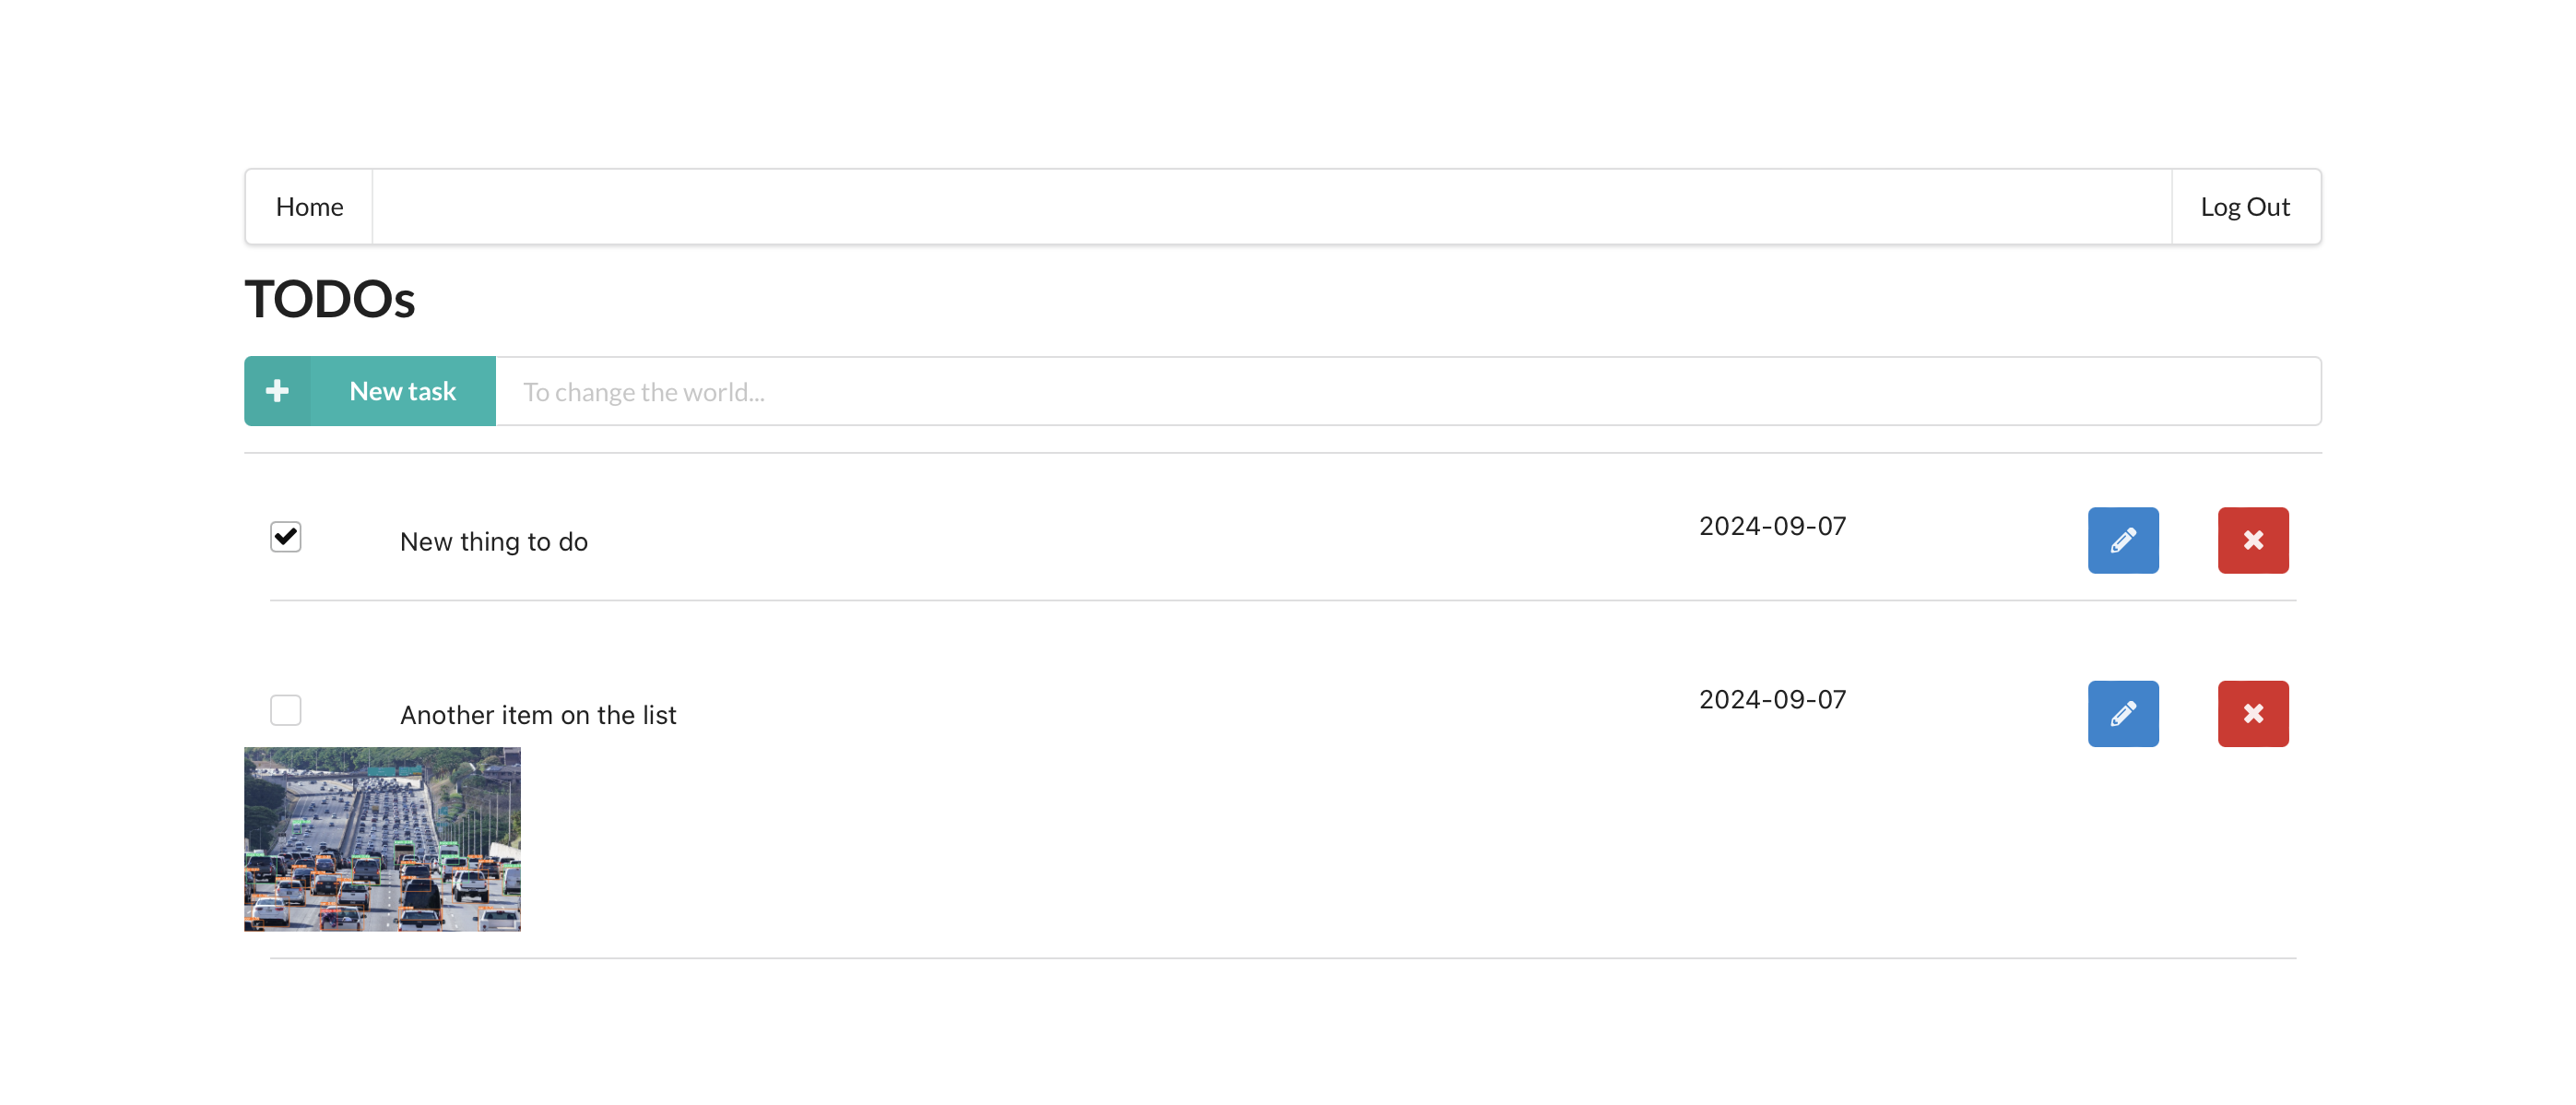 Home
Log Out
TODOs
New task
To change the world...
New thing to do
2024-09-07
Another item on the list
2024-09-07